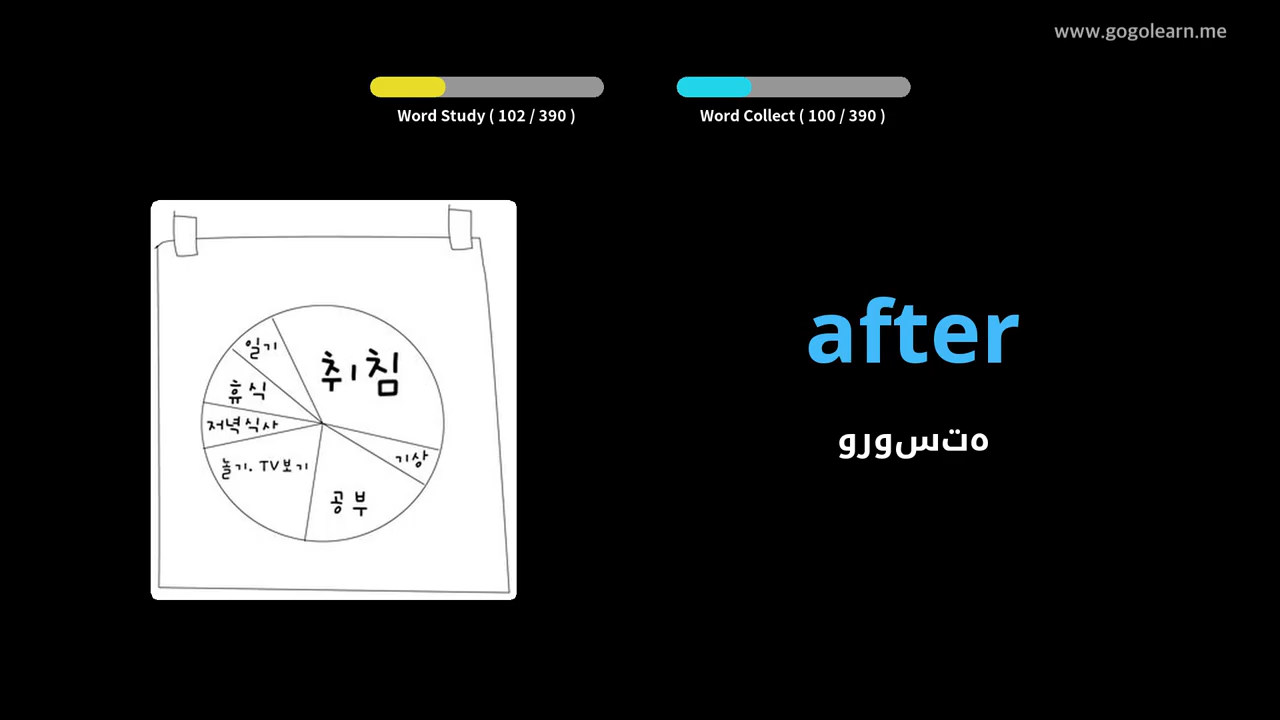 www.gogolearn.me
Word Study ( 102 / 390 )
Word Collect ( 100 / 390 )
일기
취침
휴식
저녁식사
기상
놀기. TV보기
공부
after
وروسته